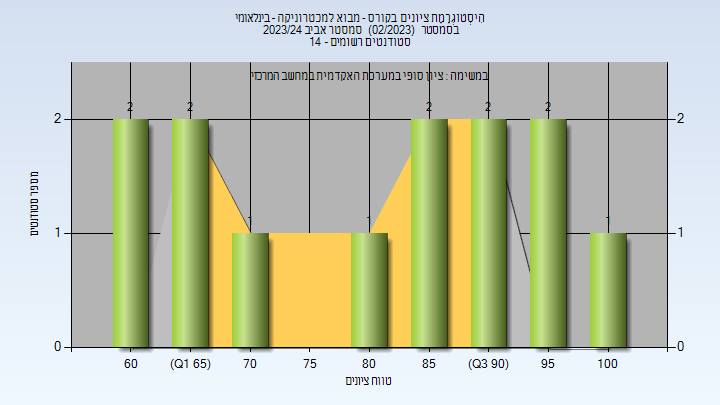 היסטוגרמת ציונים בקורס - מבוא למכטרוניקה - בינלאומי
בסמסטר (02/2023) סמסטר אביב 2023/24
סטודנטים רשומים - 14
במשימה : ציון סופי במערכת האקדמית במחשב המרכזי
2 2 1 1 2 2 2 1
2 2
1 1
0 0
מספר סטודנטים
60 (Q1 65) 70 75 80 85 (Q3 90) 95 100
טווח ציונים